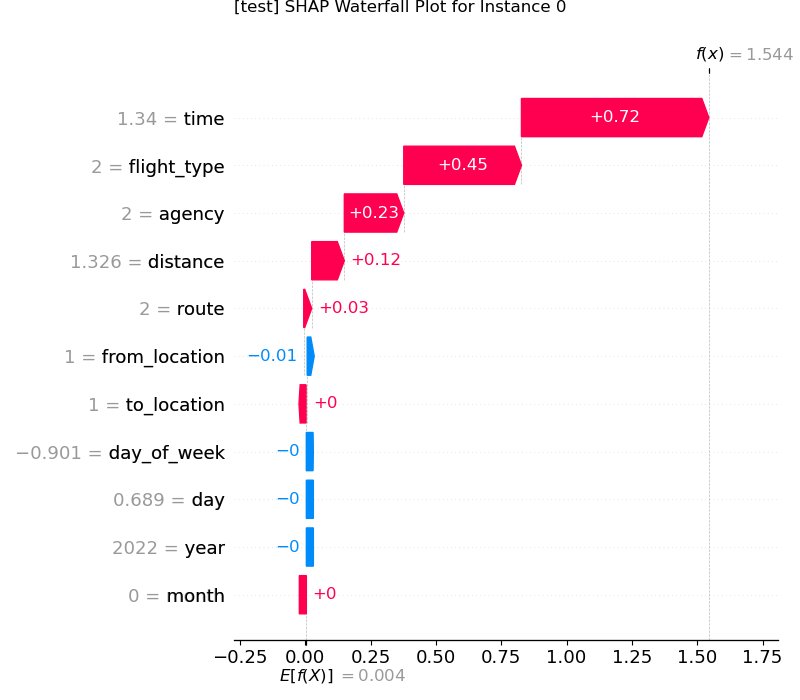 [test] SHAP Waterfall Plot for Instance 0
f(x) = 1.544
1.34 = time +0.72
2 = flight_type +0.45
2 = agency +0.23
1.326 = distance +0.12
2 = route +0.03
1 = from_location −0.01
1 = to_location +0
−0.901 = day_of_week −0
0.689 = day −0
2022 = year −0
0 = month +0
−0.25 0.00 0.25 0.50 0.75 1.00 1.25 1.50 1.75
E[f(X)] = 0.004